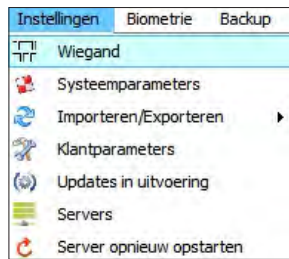 Instellingen Biometrie Backup
Wiegand
Systeemparameters
Importeren/Exporteren
Klantparameters
Updates in uitvoering
Servers
Server opnieuw opstarten